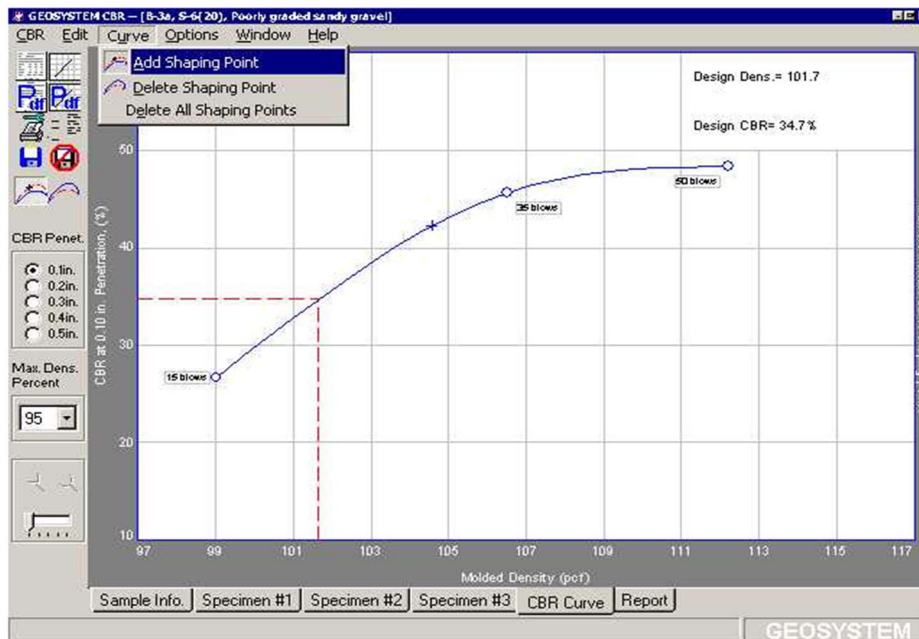 GEOSYSTEM CBR -- [B-3a, S-6(20), Poorly graded sandy gravel]
CBR Edit Curve Options Window Help
Add Shaping Point
Delete Shaping Point
Delete All Shaping Points
Pdf Pdf
Design Dens.= 101.7
Design CBR= 34.7%
CBR Penet.
0.1in.
0.2in.
0.3in.
0.4in.
0.5in.
Max. Dens.
Percent
95
CBR at 0.10 in. Penetration, (%)
50
40
30
20
10
15 blows
35 blows
50 blows
97 99 101 103 105 107 109 111 113 115 117
Molded Density (pcf)
Sample Info. Specimen #1 Specimen #2 Specimen #3 CBR Curve Report
GEOSYSTEM